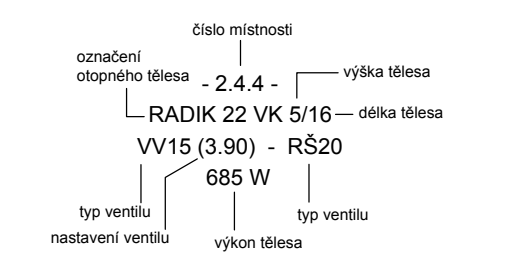 číslo místnosti
označení
otopného tělesa
- 2.4.4 -
výška tělesa
RADIK 22 VK 5/16
délka tělesa
VV15 (3.90) - RŠ20
685 W
typ ventilu
typ ventilu
nastavení ventilu
výkon tělesa